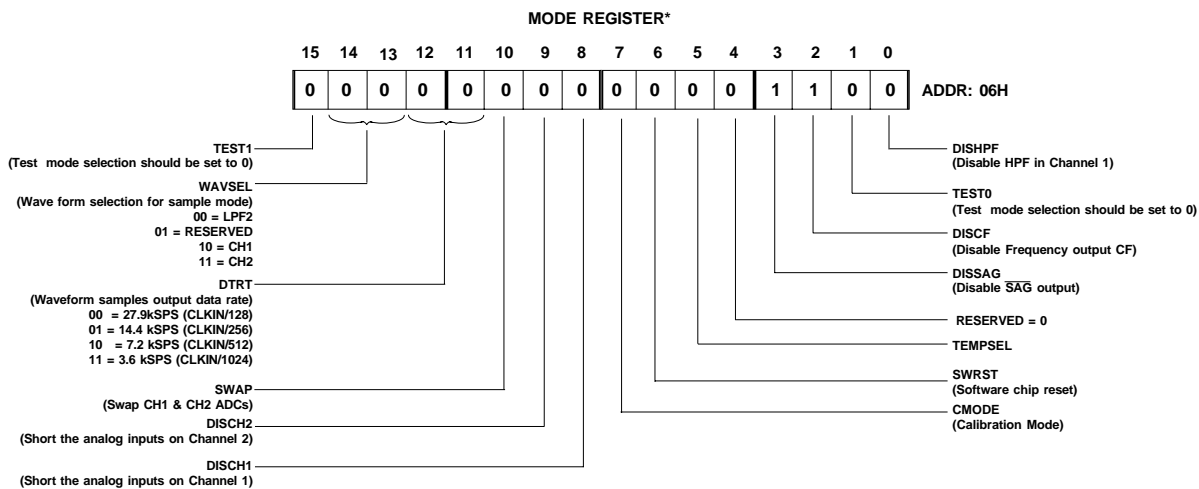 MODE REGISTER*
15 14 13 12 11 10 9 8 7 6 5 4 3 2 1 0
0 0 0 0 0 0 0 0 0 0 0 0 1 1 0 0 ADDR: 06H
TEST1
(Test mode selection should be set to 0)
WAVSEL
(Wave form selection for sample mode)
00 = LPF2
01 = RESERVED
10 = CH1
11 = CH2
DTRT
(Waveform samples output data rate)
00 = 27.9kSPS (CLKIN/128)
01 = 14.4 kSPS (CLKIN/256)
10 = 7.2 kSPS (CLKIN/512)
11 = 3.6 kSPS (CLKIN/1024)
SWAP
(Swap CH1 & CH2 ADCs)
DISCH2
(Short the analog inputs on Channel 2)
DISCH1
(Short the analog inputs on Channel 1)
DISHPF
(Disable HPF in Channel 1)
TEST0
(Test mode selection should be set to 0)
DISCF
(Disable Frequency output CF)
DISSAG
(Disable SAG output)
RESERVED = 0
TEMPSEL
SWRST
(Software chip reset)
CMODE
(Calibration Mode)